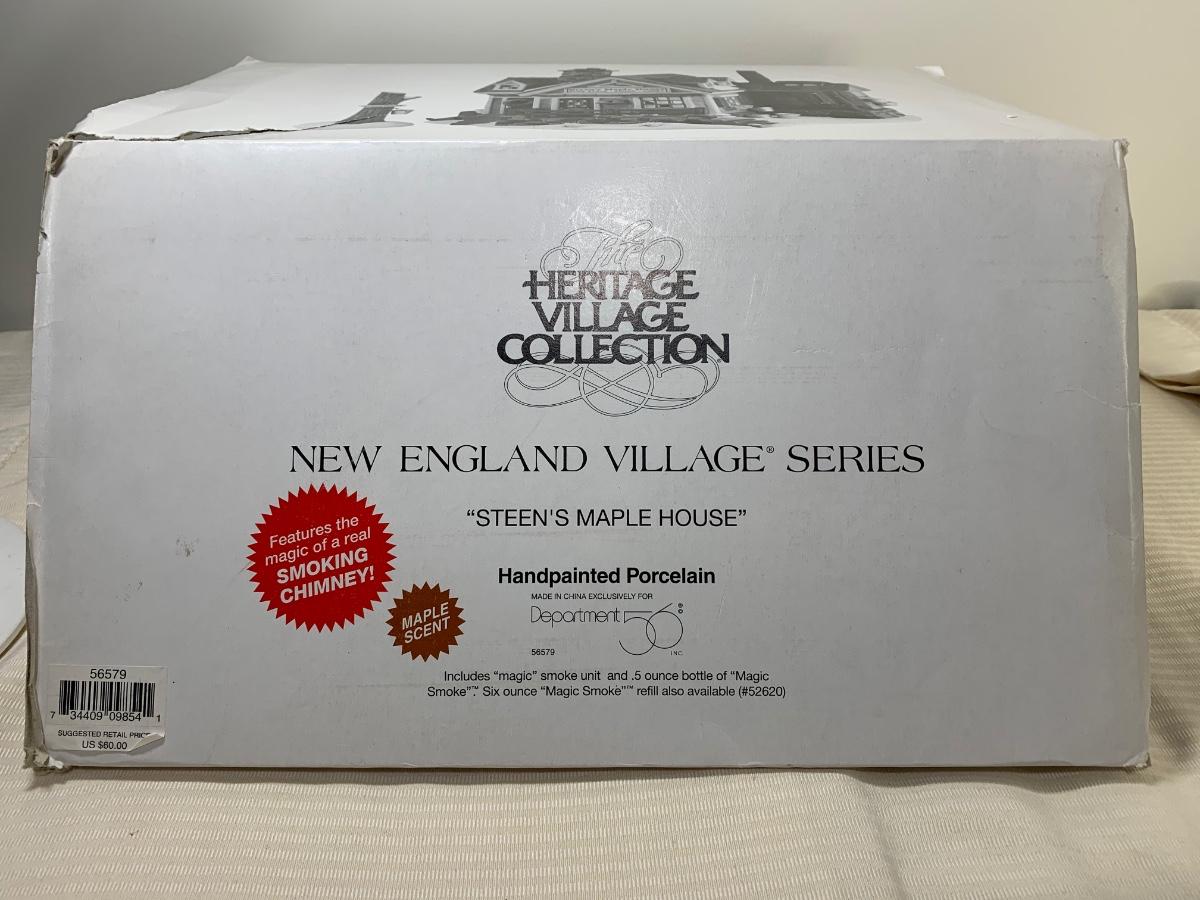 The
HERITAGE
VILLAGE
COLLECTION
NEW ENGLAND VILLAGE® SERIES
"STEEN'S MAPLE HOUSE"
Features the
magic of a real
SMOKING
CHIMNEY!
MAPLE
SCENT
Handpainted Porcelain
MADE IN CHINA EXCLUSIVELY FOR
Department 56®
INC.
56579
Includes "magic" smoke unit and .5 ounce bottle of "Magic
Smoke"™. Six ounce "Magic Smoke"™ refill also available (#52620)
56579
7 34409 09854 1
SUGGESTED RETAIL PRICE
US $60.00